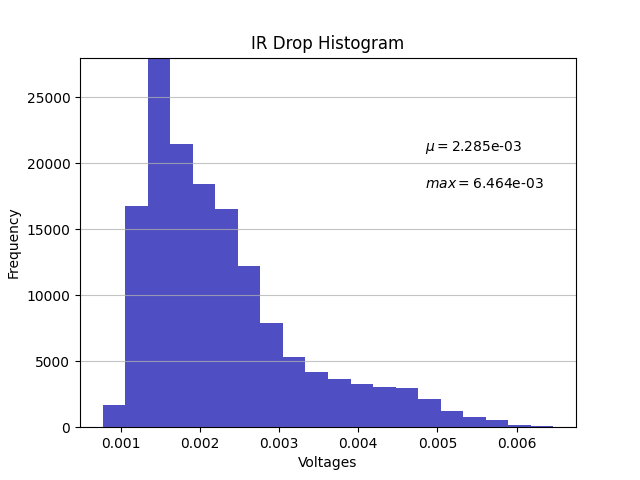 IR Drop Histogram
25000
20000
15000
10000
5000
0
Frequency
μ = 2.285e-03
max = 6.464e-03
0.001 0.002 0.003 0.004 0.005 0.006
Voltages